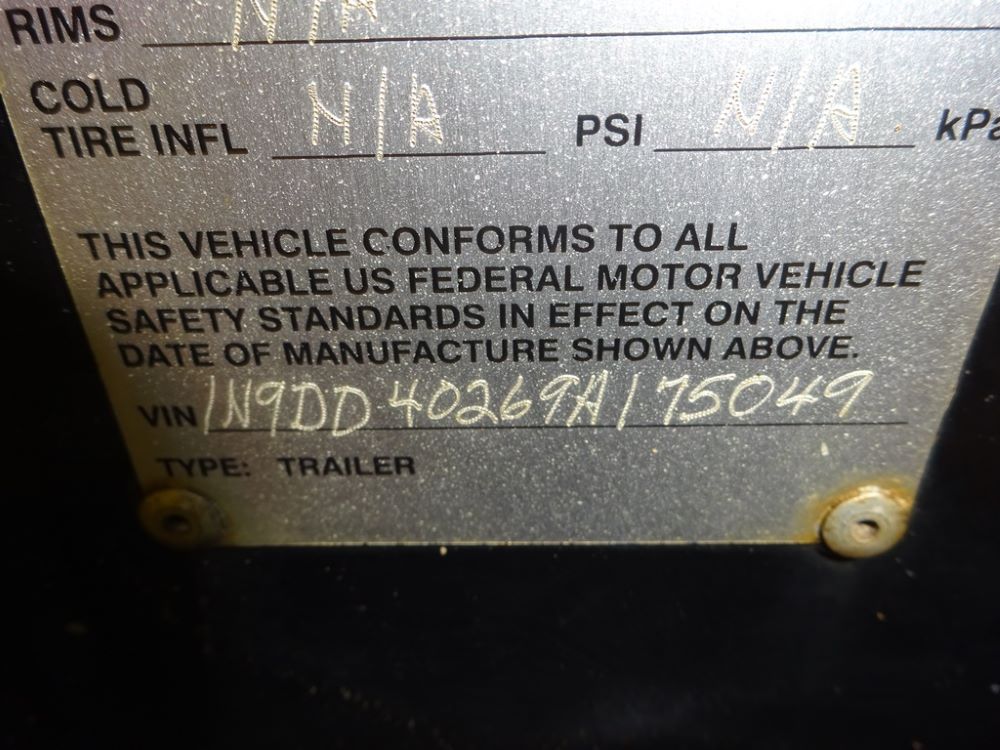 RIMS N/A
COLD
TIRE INFL N/A PSI N/A kPa
THIS VEHICLE CONFORMS TO ALL
APPLICABLE US FEDERAL MOTOR VEHICLE
SAFETY STANDARDS IN EFFECT ON THE
DATE OF MANUFACTURE SHOWN ABOVE.
VIN 1N9DD40269A175049
TYPE: TRAILER